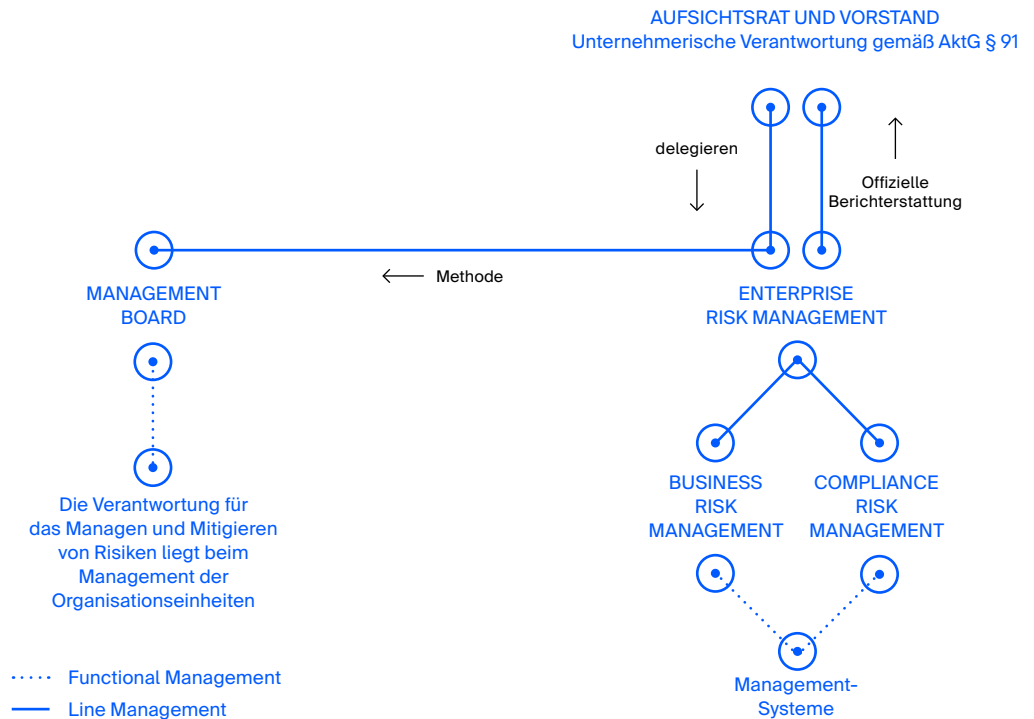 AUFSICHTSRAT UND VORSTAND
Unternehmerische Verantwortung gemäß AktG § 91
delegieren
Offizielle
Berichterstattung
Methode
MANAGEMENT
BOARD
ENTERPRISE
RISK MANAGEMENT
BUSINESS
RISK
MANAGEMENT
COMPLIANCE
RISK
MANAGEMENT
Die Verantwortung für
das Managen und Mitigieren
von Risiken liegt beim
Management der
Organisationseinheiten
Management-
Systeme
Functional Management
Line Management